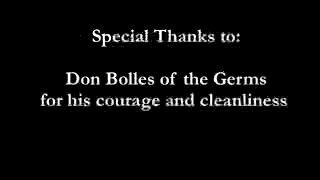 Special Thanks to:
Don Bolles of the Germs
for his courage and cleanliness